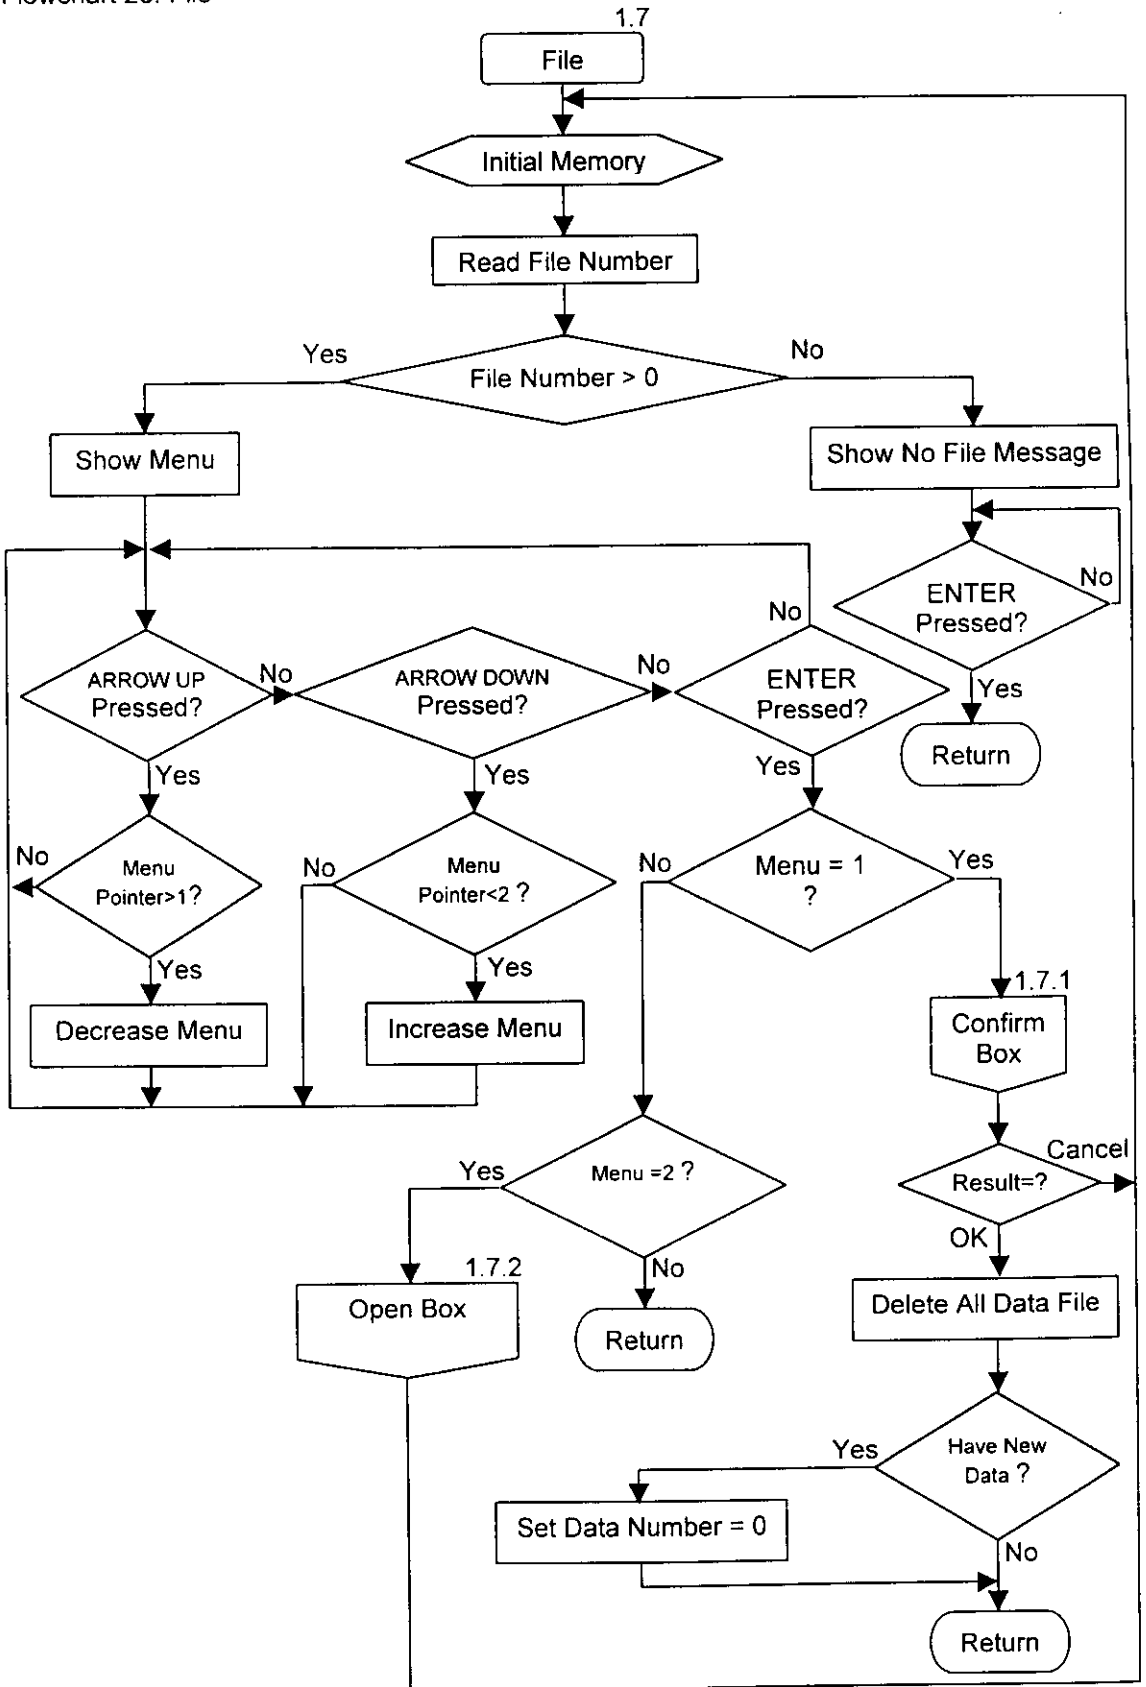 1.7
File
Initial Memory
Read File Number
Yes
No
File Number > 0
Show Menu
Show No File Message
No
ENTER
Pressed?
Yes
Return
No
ARROW UP
Pressed?
No
ARROW DOWN
Pressed?
No
ENTER
Pressed?
Yes
Yes
Yes
No
Menu
Pointer>1?
No
Menu
Pointer<2 ?
No
Menu = 1
?
Yes
Yes
Yes
Decrease Menu
Increase Menu
1.7.1
Confirm
Box
Yes
Menu =2 ?
Cancel
Result=?
OK
No
1.7.2
Open Box
Return
Delete All Data File
Yes
Have New
Data ?
Set Data Number = 0
No
Return